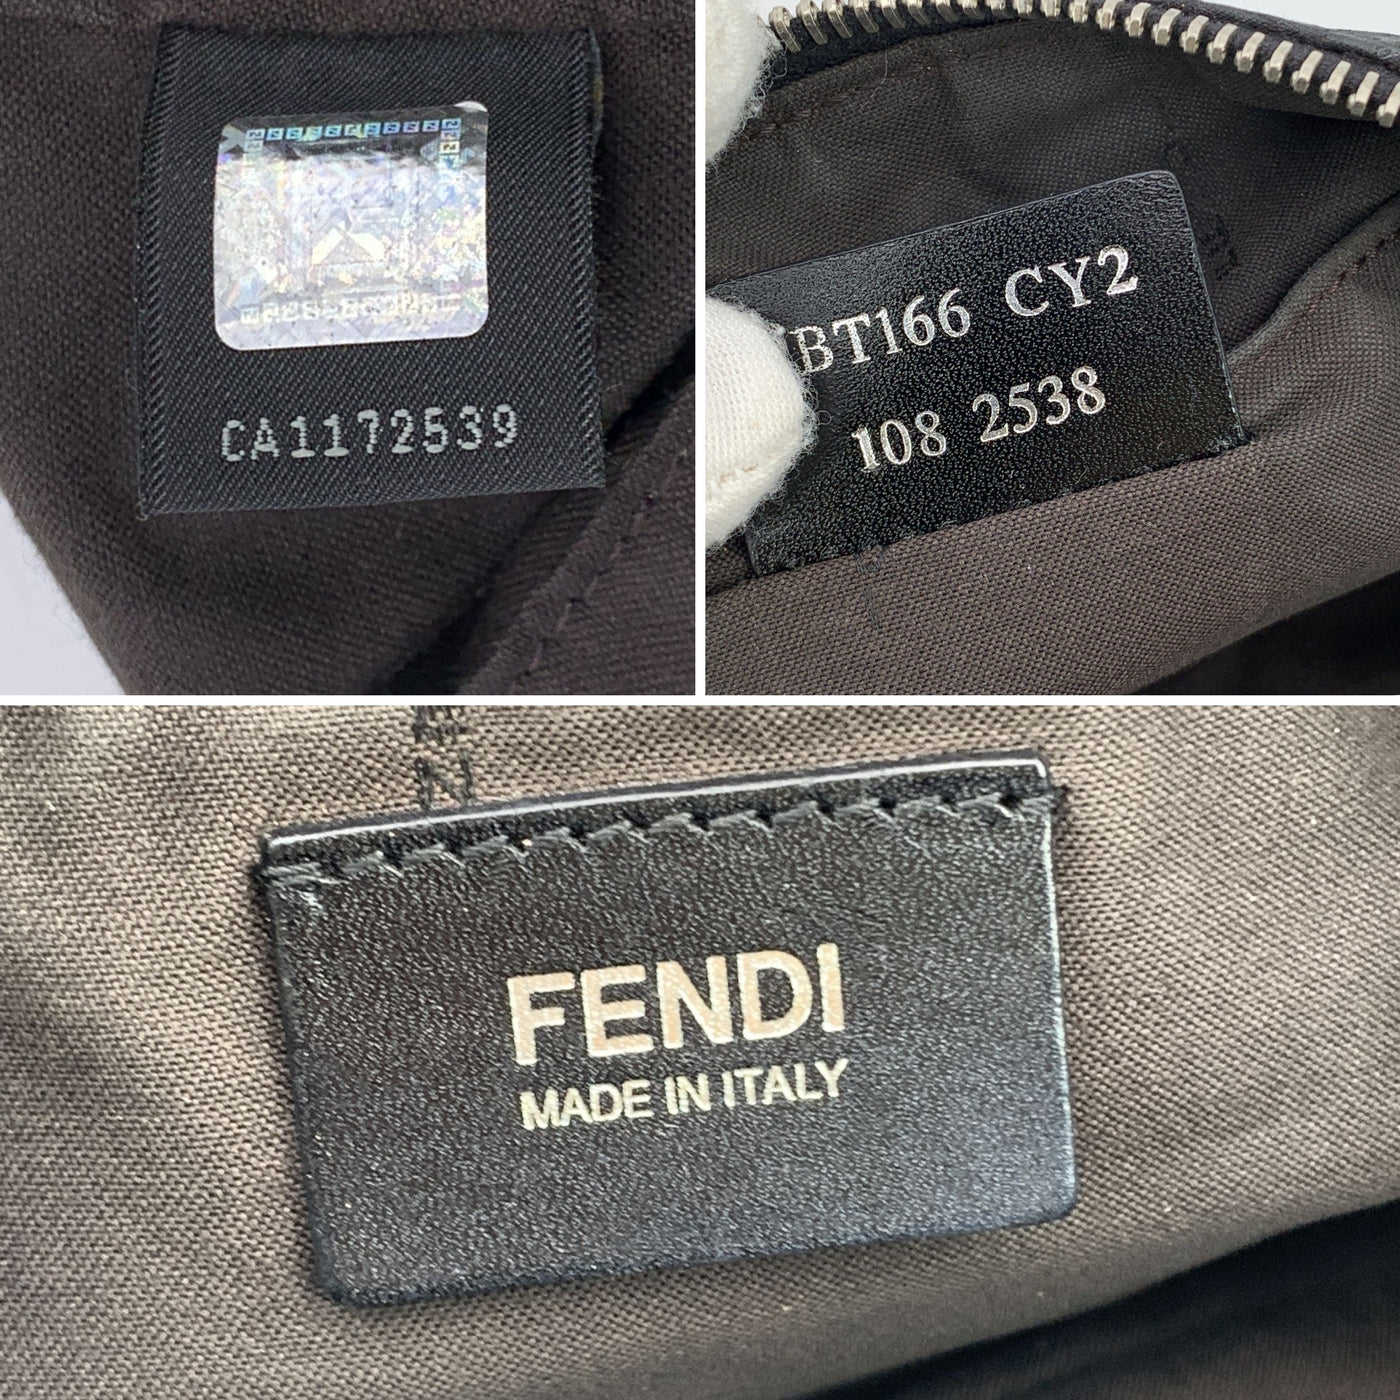 CA1172539
BT166 CY2
108 2538
FENDI
MADE IN ITALY